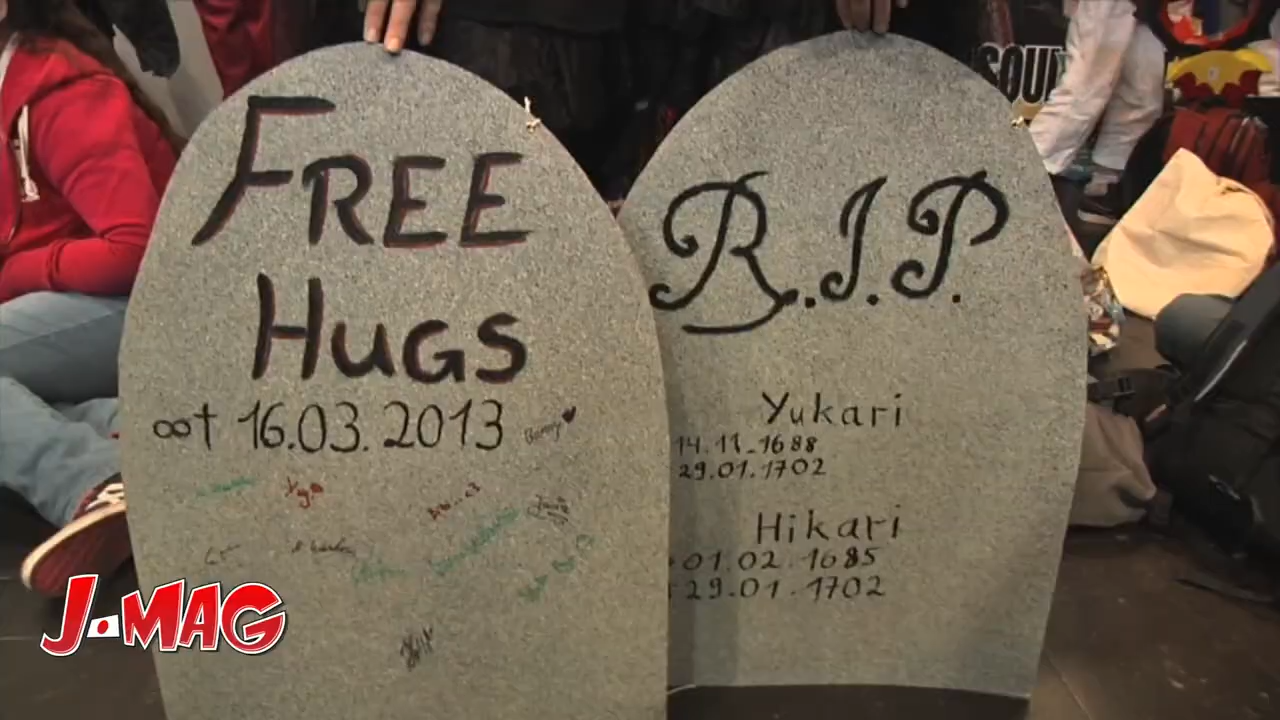 FREE
HUGS
∞† 16.03.2013
R.I.P.
Yukari
14.11.1688
29.01.1702
Hikari
01.02.1685
† 29.01.1702
SOUL
J-MAG